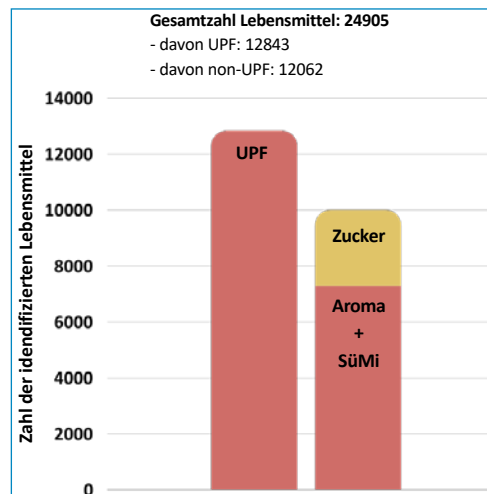 Gesamtzahl Lebensmittel: 24905
- davon UPF: 12843
- davon non-UPF: 12062
Zahl der idendifizierten Lebensmittel
14000
12000
10000
8000
6000
4000
2000
0
UPF
Zucker
Aroma
+
SüMi